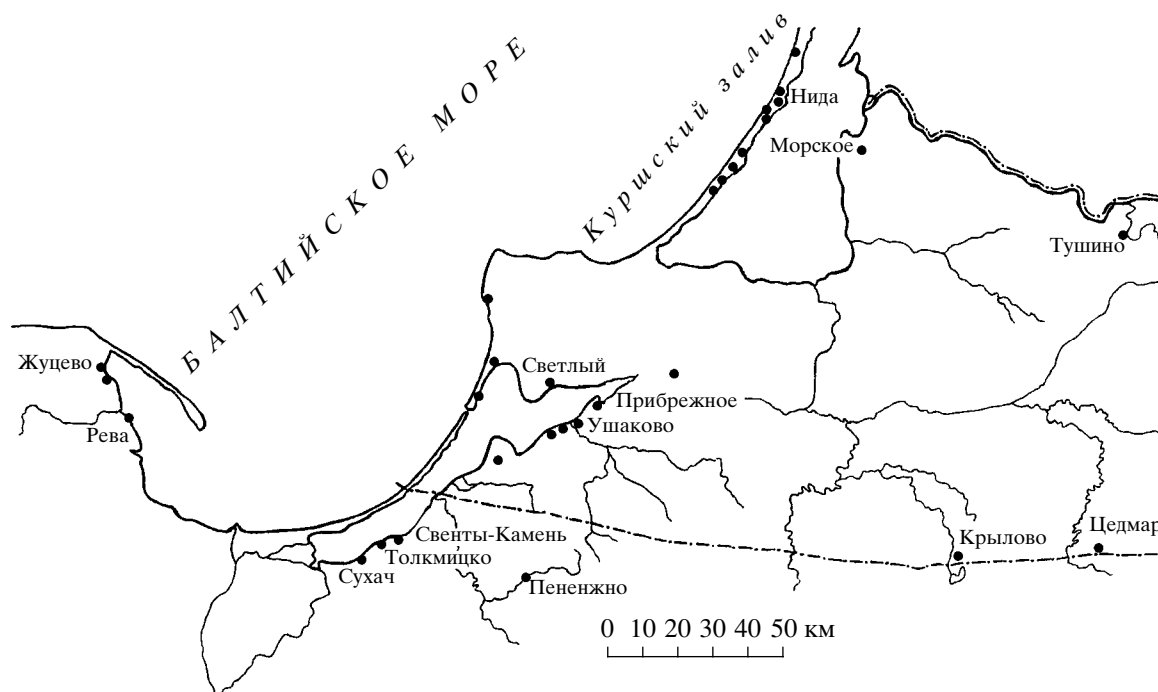 БАЛТИЙСКОЕ МОРЕ
Куршский залив
Нида
Морское
Тушино
Жуцево
Светлый
Прибрежное
Рева
Ушаково
Свенты-Камень
Цедмар
Крылово
Толкмицко
Сухач
Пененжно
0 10 20 30 40 50 км